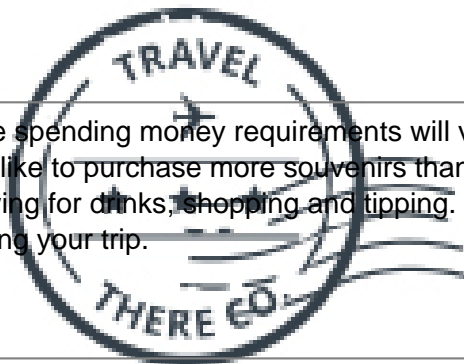 TRAVEL
e spending money requirements will v
like to purchase more souvenirs than
ing for drinks, shopping and tipping.
ng your trip.
THERE CO.